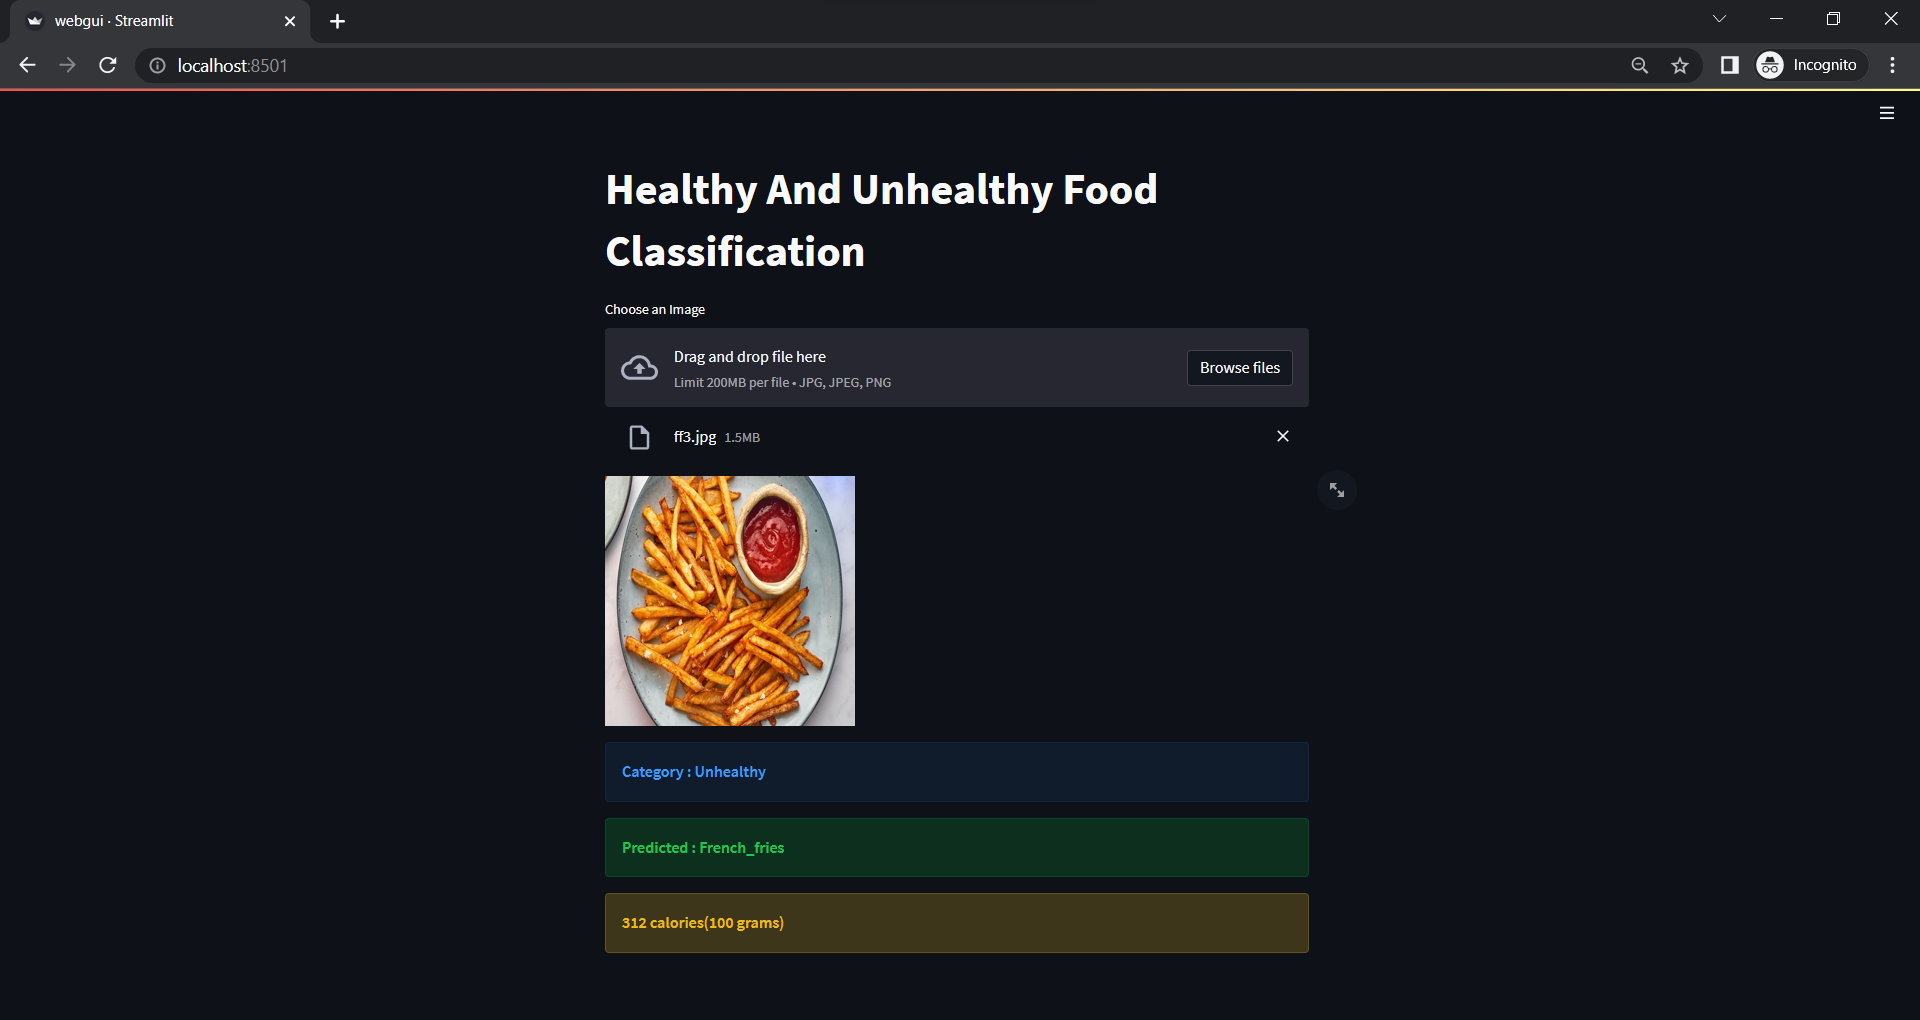 webgui · Streamlit
localhost:8501
Incognito
Healthy And Unhealthy Food
Classification
Choose an Image
Drag and drop file here
Limit 200MB per file • JPG, JPEG, PNG
Browse files
ff3.jpg 1.5MB
Category : Unhealthy
Predicted : French_fries
312 calories(100 grams)